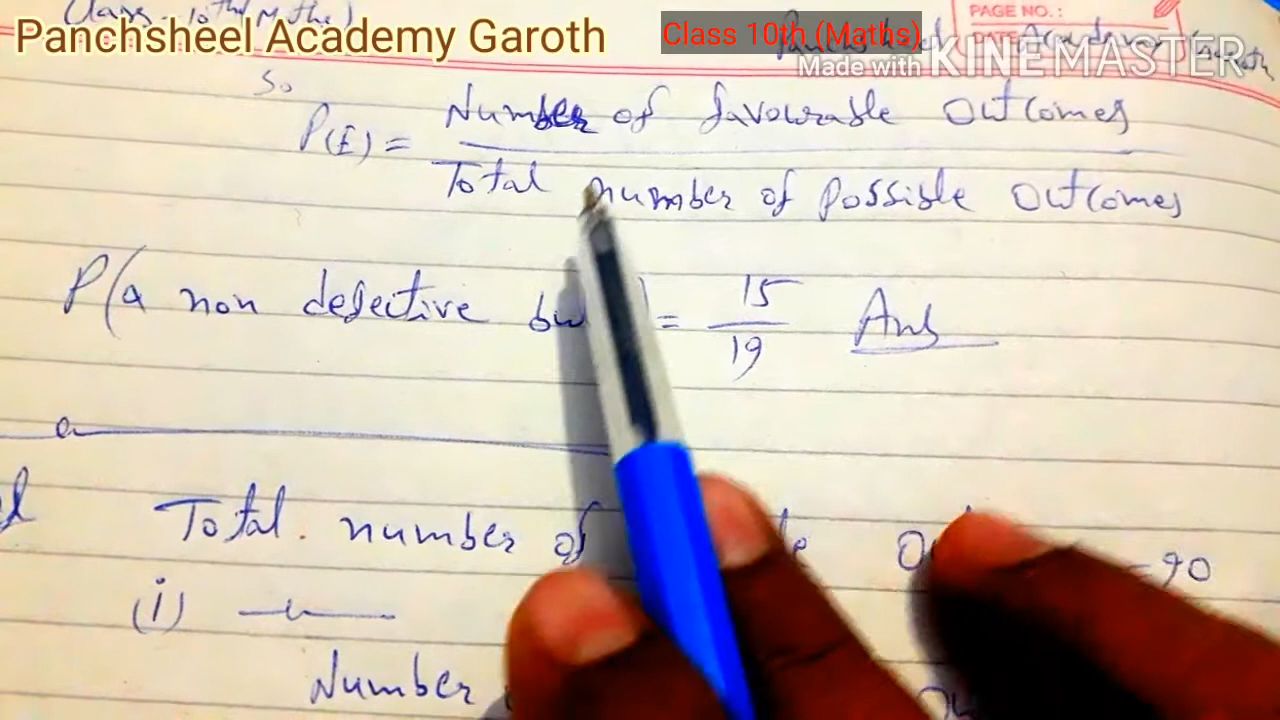 Panchsheel Academy Garoth
Class 10th (Maths)
PAGE NO.:
Made with KINEMASTER
So
P(E) = Number of favourable outcomes
Total number of possible outcomes
P(a non defective bu ) = 15
19 Ans
Total. number of = 90
(i)
Number